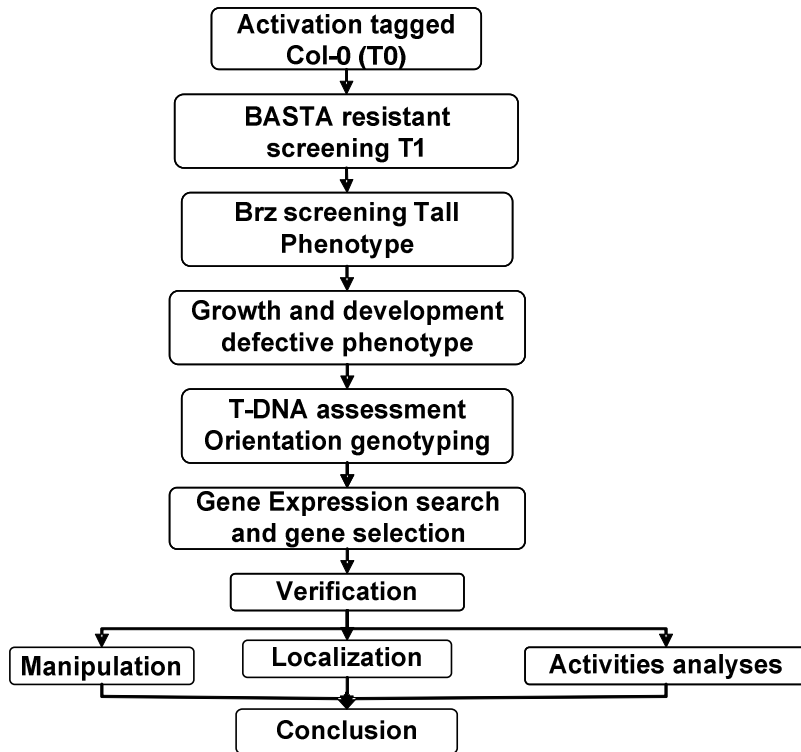 Activation tagged
Col-0 (T0)
BASTA resistant
screening T1
Brz screening Tall
Phenotype
Growth and development
defective phenotype
T-DNA assessment
Orientation genotyping
Gene Expression search
and gene selection
Verification
Manipulation
Localization
Activities analyses
Conclusion